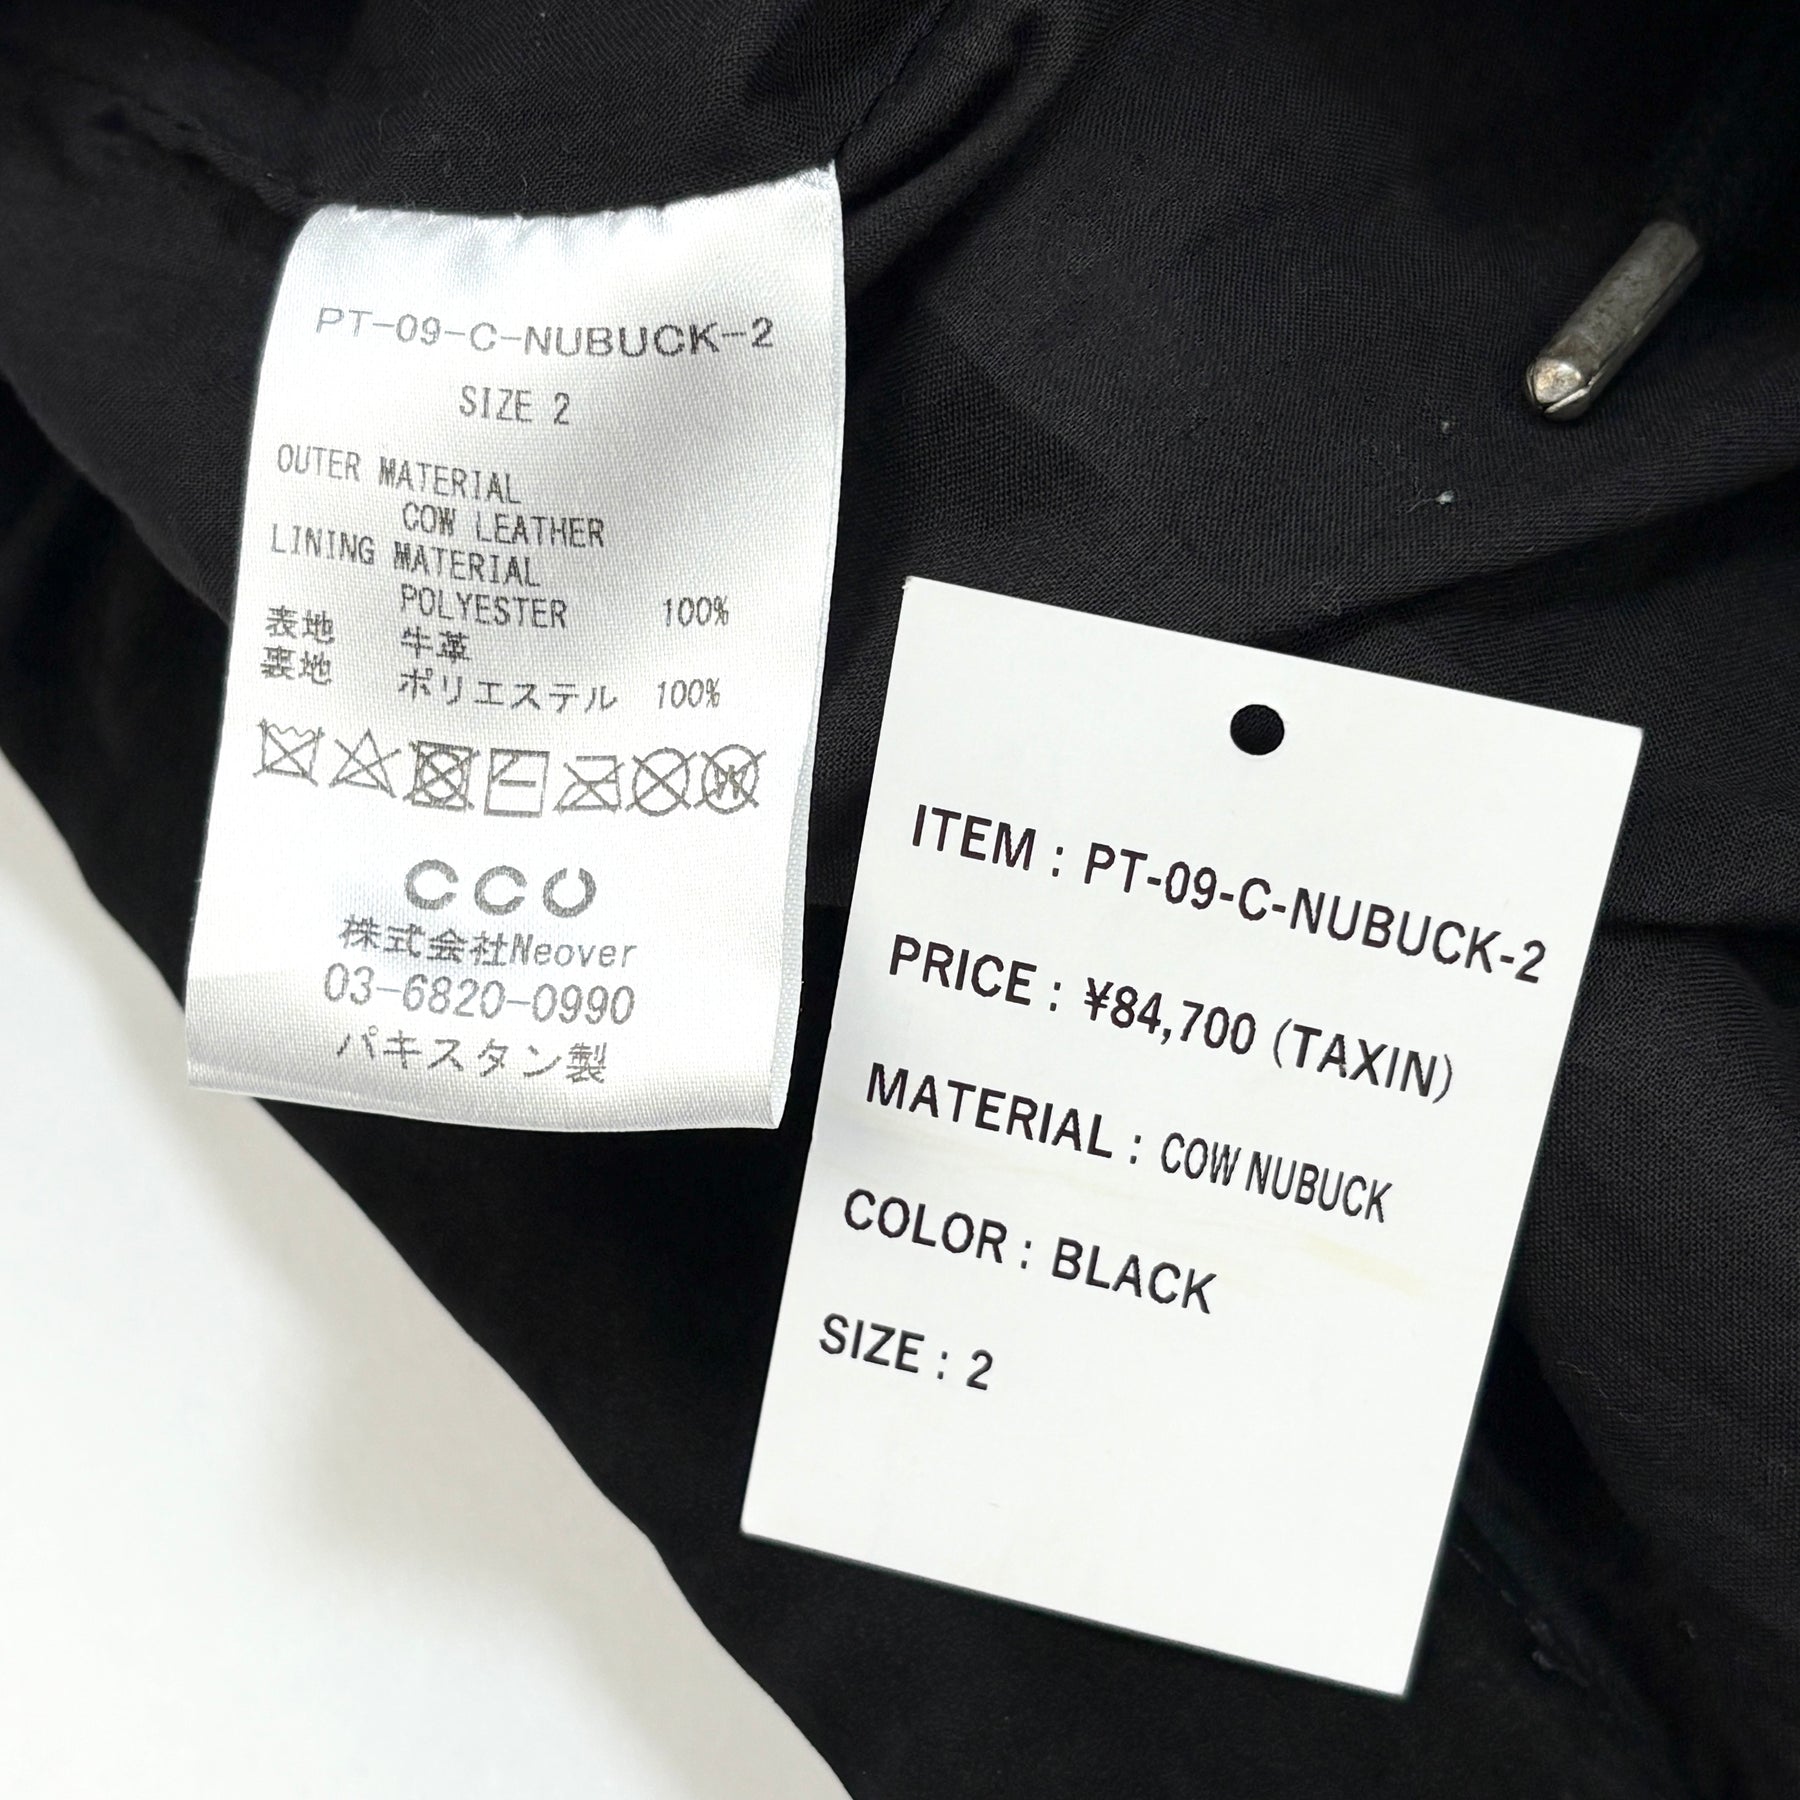 PT-09-C-NUBUCK-2
SIZE 2
OUTER MATERIAL
COW LEATHER
LINING MATERIAL
POLYESTER 100%
表地 牛革
裏地 ポリエステル 100%
W
CCU
株式会社Neover
03-6820-0990
パキスタン製
ITEM : PT-09-C-NUBUCK-2
PRICE : ¥84,700 (TAXIN)
MATERIAL : COW NUBUCK
COLOR : BLACK
SIZE : 2